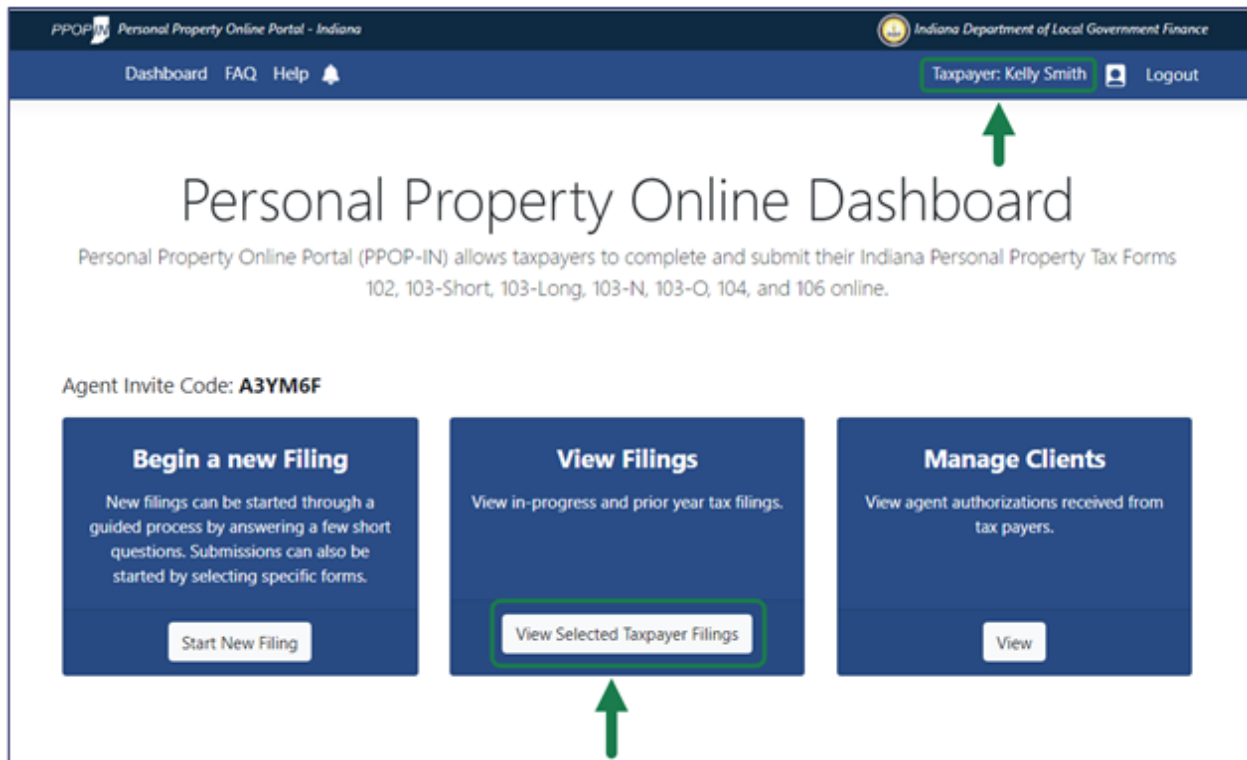 PPOP IN Personal Property Online Portal - Indiana
Indiana Department of Local Government Finance
Dashboard FAQ Help
Taxpayer: Kelly Smith
Logout
Personal Property Online Dashboard
Personal Property Online Portal (PPOP-IN) allows taxpayers to complete and submit their Indiana Personal Property Tax Forms
102, 103-Short, 103-Long, 103-N, 103-O, 104, and 106 online.
Agent Invite Code: A3YM6F
Begin a new Filing
New filings can be started through a
guided process by answering a few short
questions. Submissions can also be
started by selecting specific forms.
Start New Filing
View Filings
View in-progress and prior year tax filings.
View Selected Taxpayer Filings
Manage Clients
View agent authorizations received from
tax payers.
View